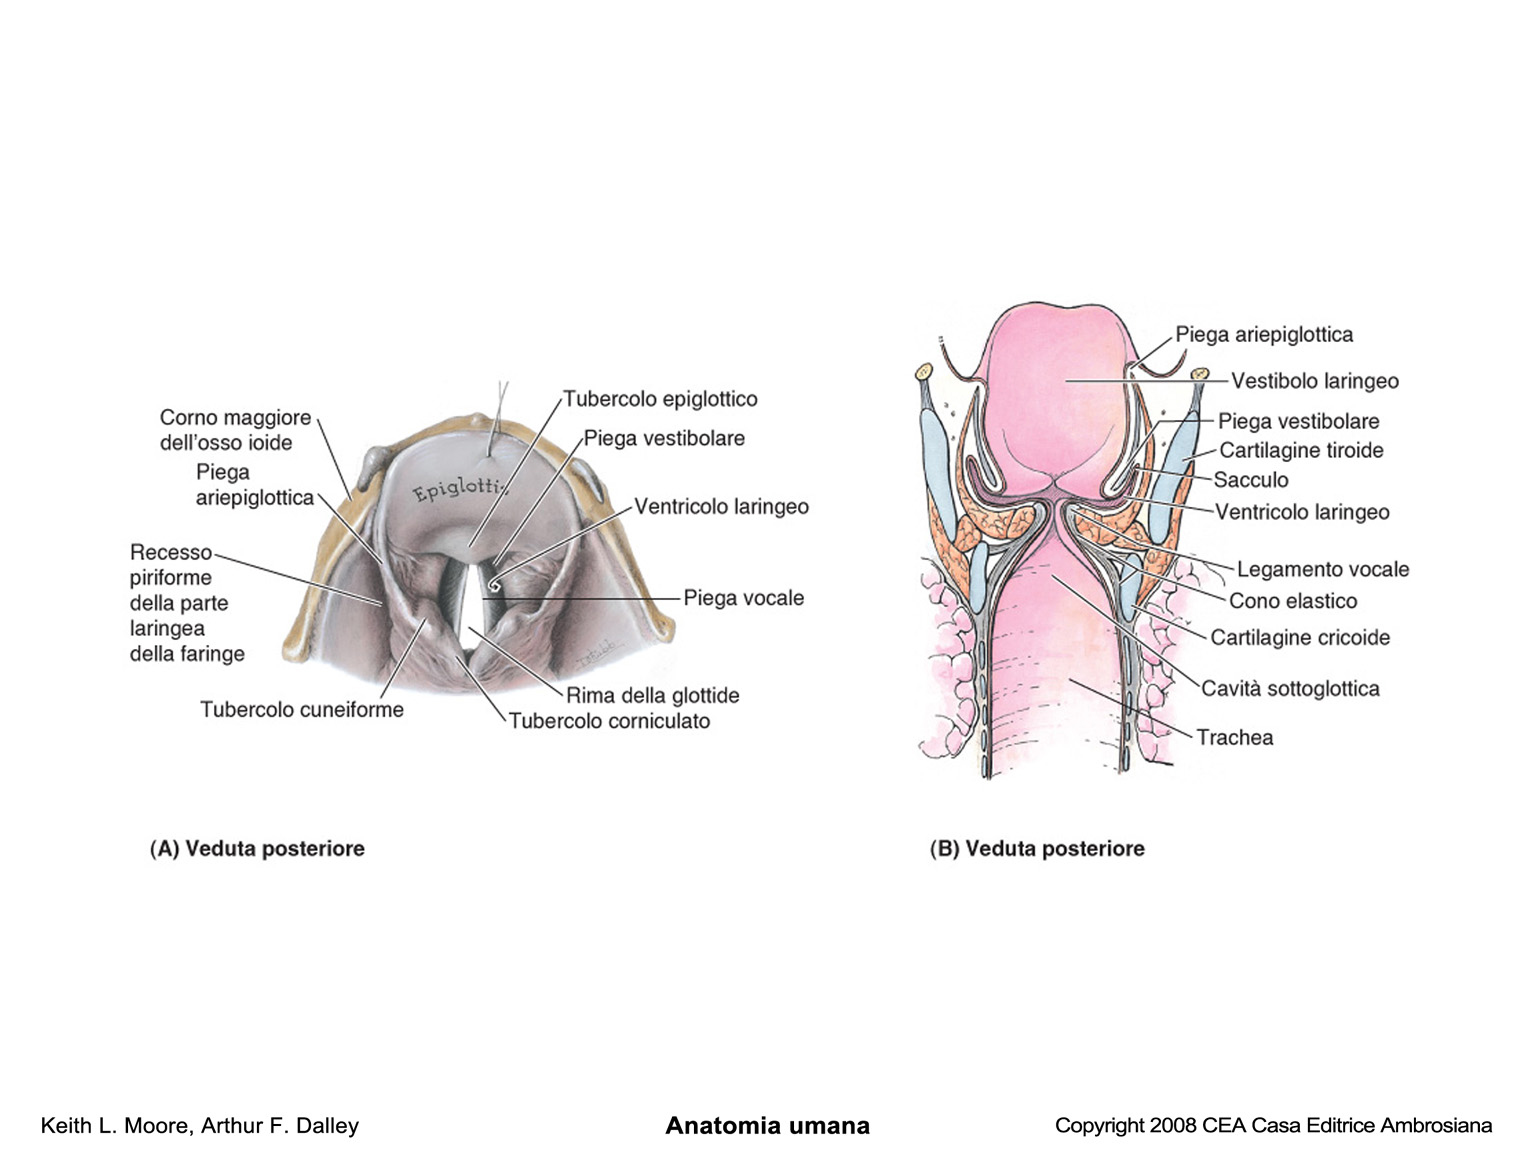 Corno maggiore
dell'osso ioide
Piega
ariepiglottica
Recesso
piriforme
della parte
laringea
della faringe
Tubercolo cuneiforme
Epiglottis
Tubercolo epiglottico
Piega vestibolare
Ventricolo laringeo
Piega vocale
Rima della glottide
Tubercolo corniculato
(A) Veduta posteriore
Piega ariepiglottica
Vestibolo laringeo
Piega vestibolare
Cartilagine tiroide
Sacculo
Ventricolo laringeo
Legamento vocale
Cono elastico
Cartilagine cricoide
Cavità sottoglottica
Trachea
(B) Veduta posteriore
Keith L. Moore, Arthur F. Dalley
Anatomia umana
Copyright 2008 CEA Casa Editrice Ambrosiana